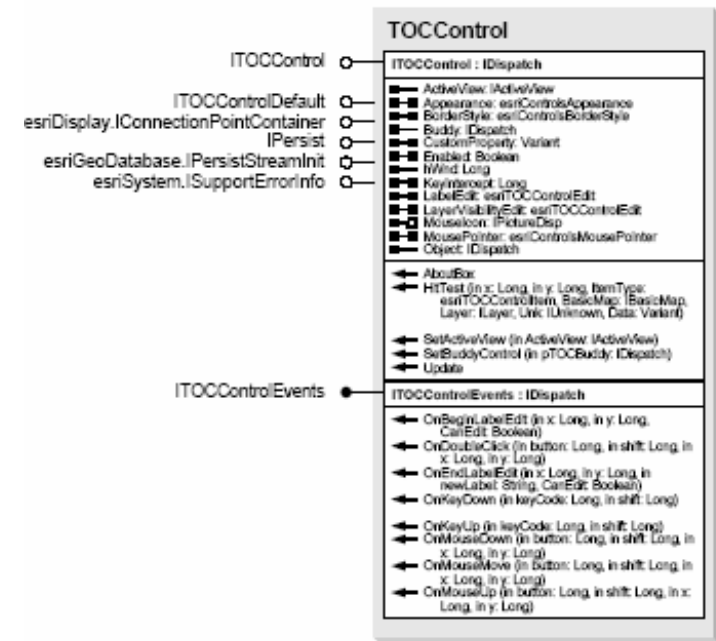 TOCControl
ITOCControl
ITOCControl : IDispatch
ITOCControlDefault
esriDisplay.IConnectionPointContainer
IPersist
esriGeoDatabase.IPersistStreamInit
esriSystem.ISupportErrorInfo
ActiveView: IActiveView
Appearance: esriControlsAppearance
BorderStyle: esriControlsBorderStyle
Buddy: IDispatch
CustomProperty: Variant
Enabled: Boolean
hWnd: Long
KeyIntercept: Long
LabelEdit: esriTOCControlEdit
LayerVisibilityEdit: esriTOCControlEdit
MouseIcon: IPictureDisp
MousePointer: esriControlsMousePointer
Object: IDispatch
AboutBox
HitTest (in x: Long, in y: Long, ItemType:
esriTOCControlItem, BasicMap: IBasicMap,
Layer: ILayer, Unk: IUnknown, Data: Variant)
SetActiveView (in ActiveView: IActiveView)
SetBuddyControl (in pTOCBuddy: IDispatch)
Update
ITOCControlEvents
ITOCControlEvents : IDispatch
OnBeginLabelEdit (in x: Long, in y: Long,
CanEdit: Boolean)
OnDoubleClick (in button: Long, in shift: Long, in
x: Long, in y: Long)
OnEndLabelEdit (in x: Long, in y: Long, in
newLabel: String, CanEdit: Boolean)
OnKeyDown (in keyCode: Long, in shift: Long)
OnKeyUp (in keyCode: Long, in shift: Long)
OnMouseDown (in button: Long, in shift: Long, in
x: Long, in y: Long)
OnMouseMove (in button: Long, in shift: Long, in
x: Long, in y: Long)
OnMouseUp (in button: Long, in shift: Long, in x:
Long, in y: Long)